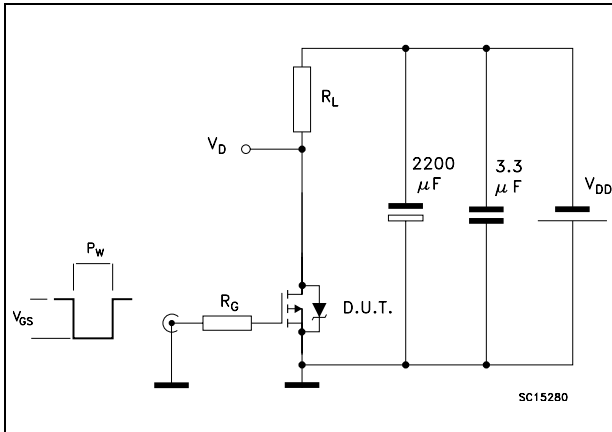 RL
VD
2200
μF
3.3
μF
VDD
PW
VGS
RG
D.U.T.
SC15280